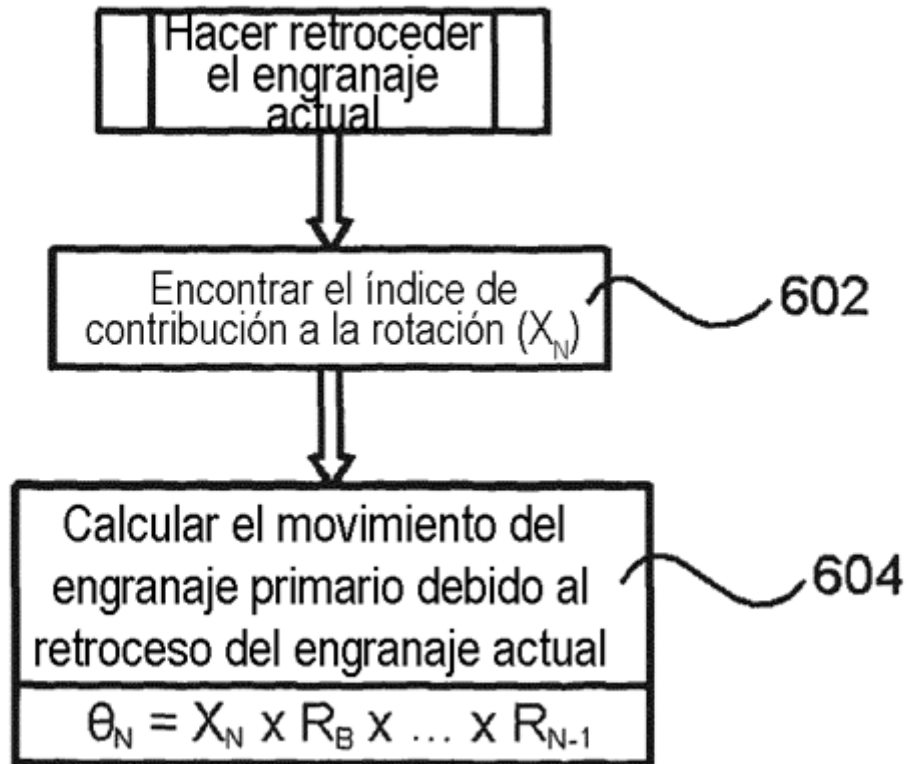 Hacer retroceder
el engranaje
actual
Encontrar el índice de
contribución a la rotación (X_N)
602
Calcular el movimiento del
engranaje primario debido al
retroceso del engranaje actual
604
θ_N = X_N x R_B x ... x R_{N-1}